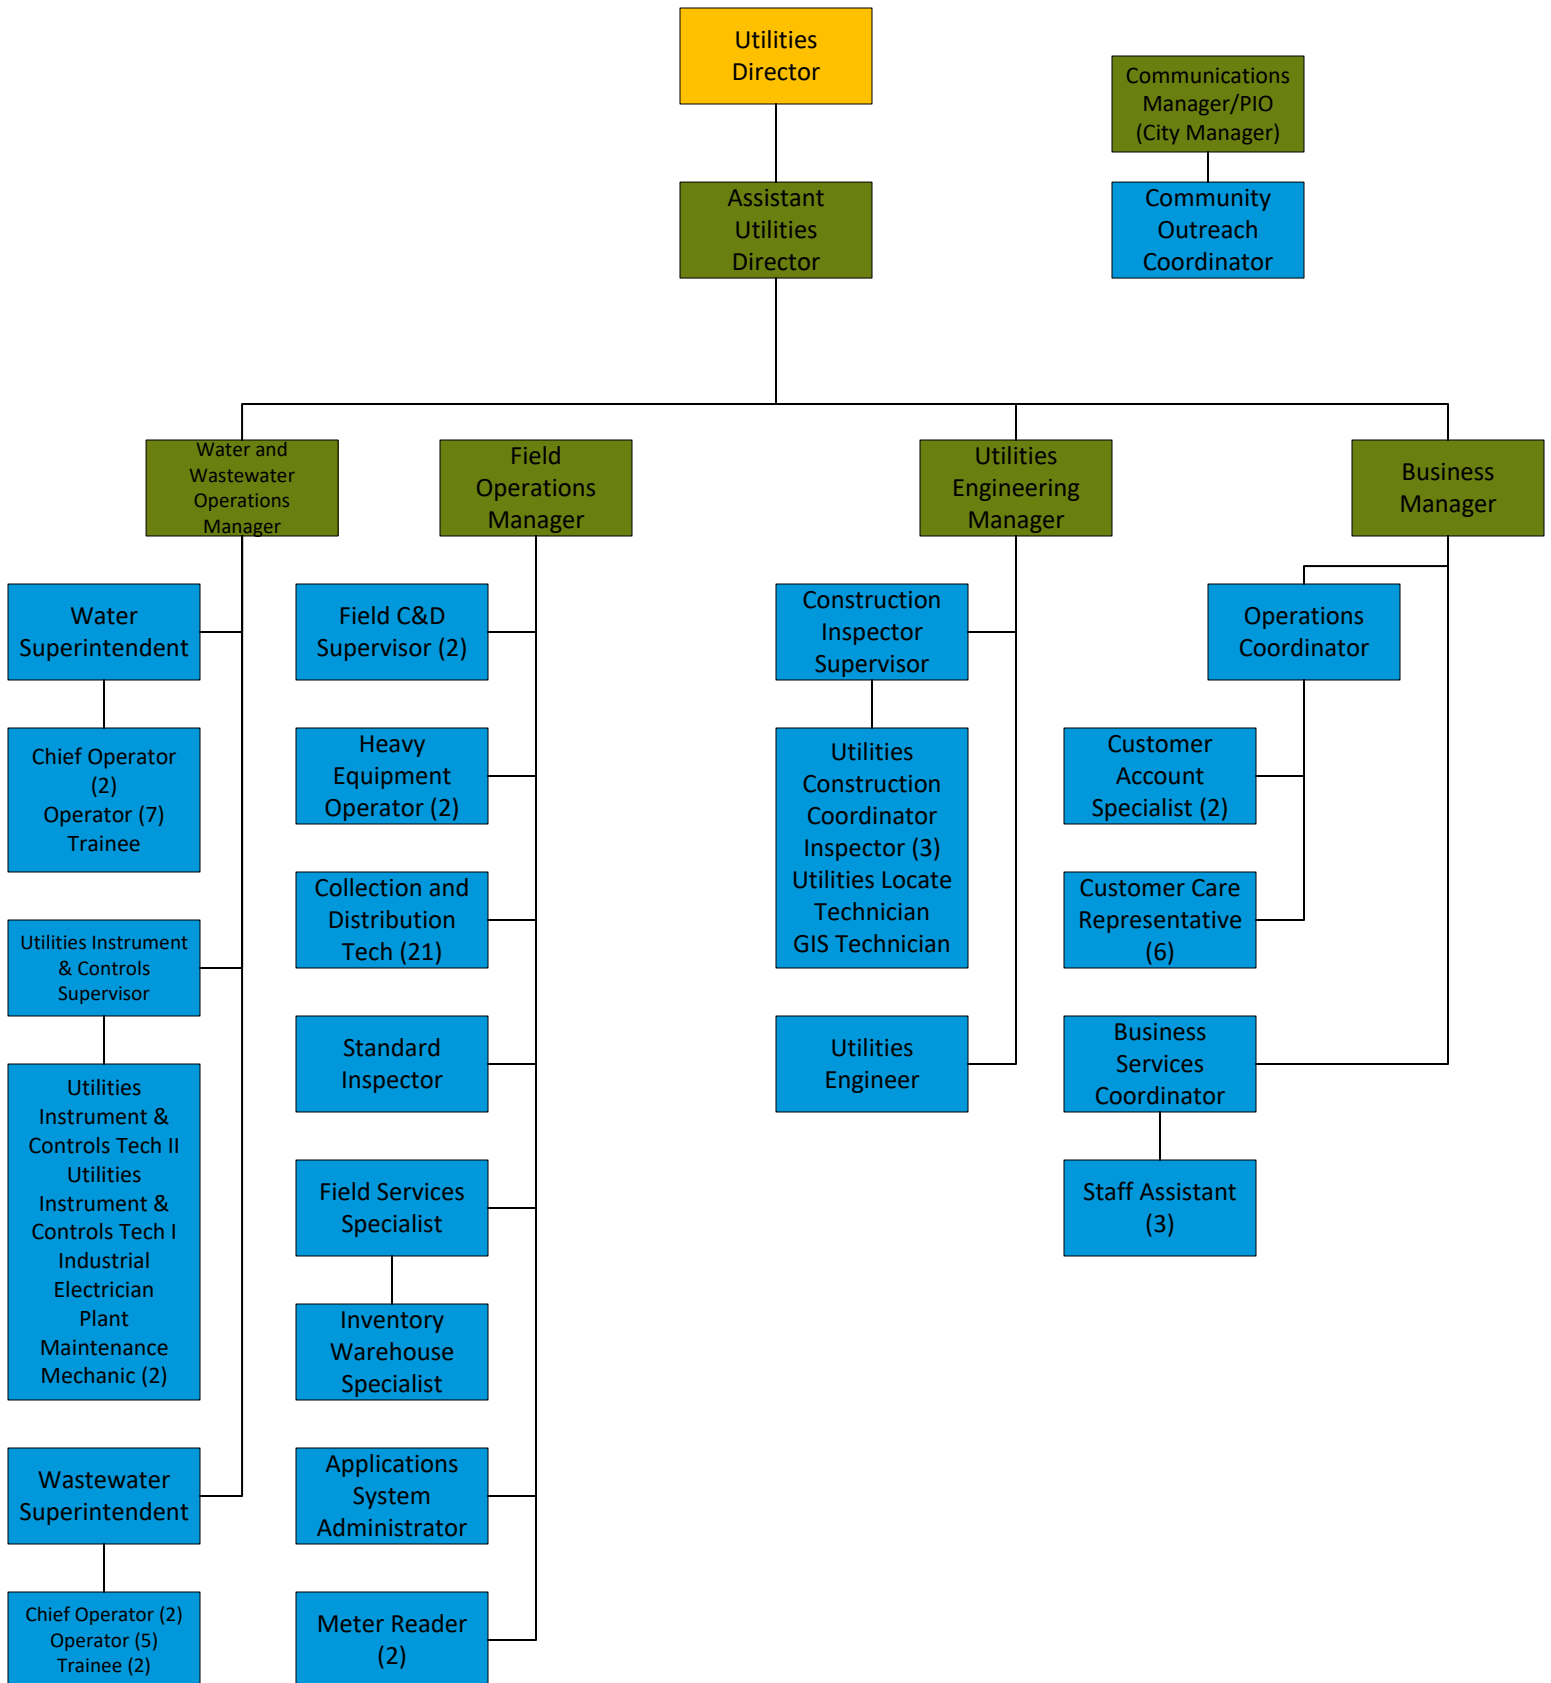 Utilities
Director
Communications
Manager/PIO
(City Manager)
Assistant
Utilities
Director
Community
Outreach
Coordinator
Water and
Wastewater
Operations
Manager
Field
Operations
Manager
Utilities
Engineering
Manager
Business
Manager
Water
Superintendent
Field C&D
Supervisor (2)
Construction
Inspector
Supervisor
Operations
Coordinator
Chief Operator
(2)
Operator (7)
Trainee
Heavy
Equipment
Operator (2)
Utilities
Construction
Coordinator
Inspector (3)
Utilities Locate
Technician
GIS Technician
Customer
Account
Specialist (2)
Collection and
Distribution
Tech (21)
Customer Care
Representative
(6)
Utilities Instrument
& Controls
Supervisor
Standard
Inspector
Utilities
Engineer
Business
Services
Coordinator
Utilities
Instrument &
Controls Tech II
Utilities
Instrument &
Controls Tech I
Industrial
Electrician
Plant
Maintenance
Mechanic (2)
Field Services
Specialist
Staff Assistant
(3)
Inventory
Warehouse
Specialist
Wastewater
Superintendent
Applications
System
Administrator
Chief Operator (2)
Operator (5)
Trainee (2)
Meter Reader
(2)